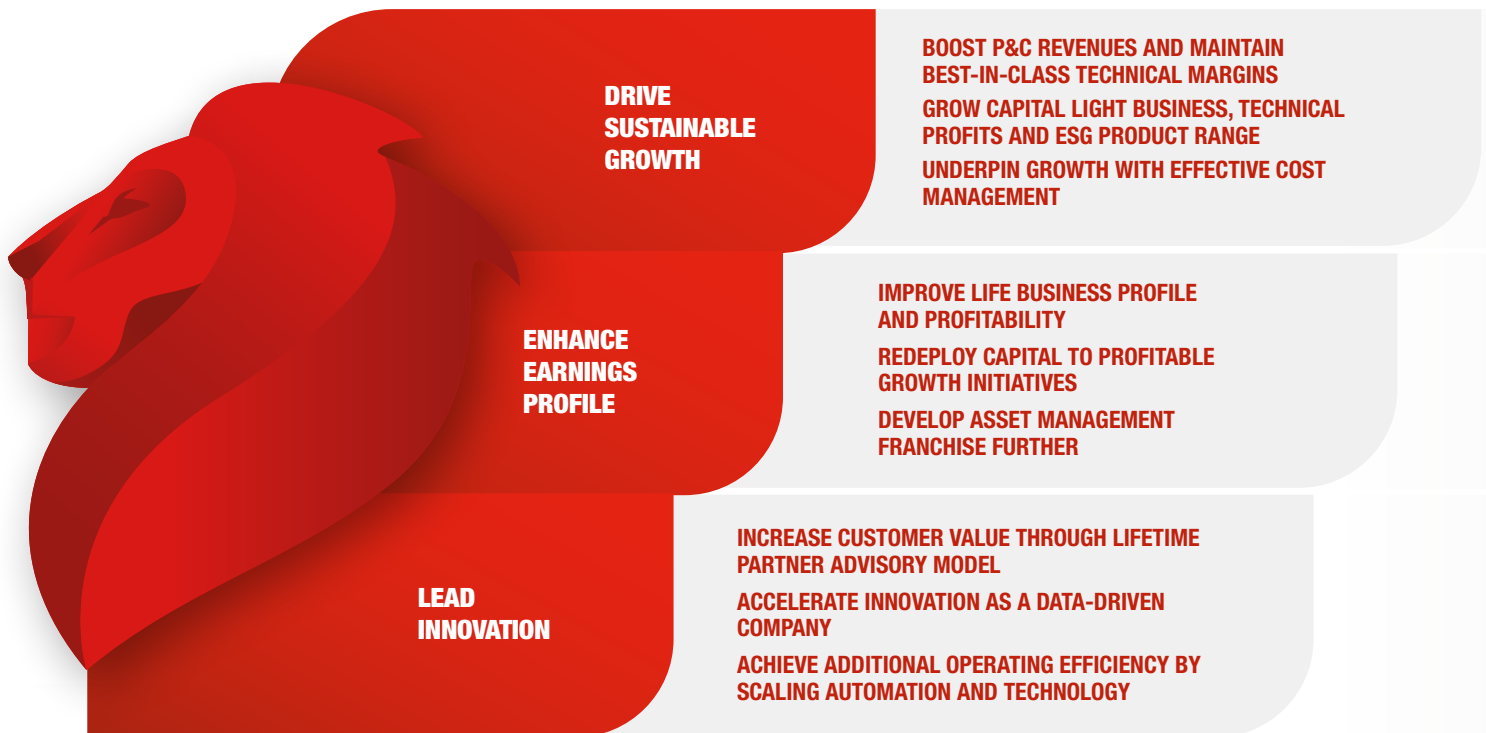 DRIVE
SUSTAINABLE
GROWTH
BOOST P&C REVENUES AND MAINTAIN
BEST-IN-CLASS TECHNICAL MARGINS
GROW CAPITAL LIGHT BUSINESS, TECHNICAL
PROFITS AND ESG PRODUCT RANGE
UNDERPIN GROWTH WITH EFFECTIVE COST
MANAGEMENT
ENHANCE
EARNINGS
PROFILE
IMPROVE LIFE BUSINESS PROFILE
AND PROFITABILITY
REDEPLOY CAPITAL TO PROFITABLE
GROWTH INITIATIVES
DEVELOP ASSET MANAGEMENT
FRANCHISE FURTHER
LEAD
INNOVATION
INCREASE CUSTOMER VALUE THROUGH LIFETIME
PARTNER ADVISORY MODEL
ACCELERATE INNOVATION AS A DATA-DRIVEN
COMPANY
ACHIEVE ADDITIONAL OPERATING EFFICIENCY BY
SCALING AUTOMATION AND TECHNOLOGY